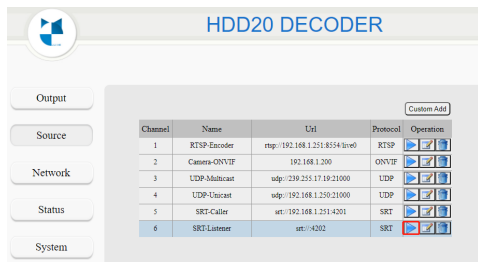 HDD20 DECODER
Output
Source
Network
Status
System
Custom Add
Channel Name Url Protocol Operation
1 RTSP-Encoder rtsp://192.168.1.251:8554/live0 RTSP
2 Camera-ONVIF 192.168.1.200 ONVIF
3 UDP-Multicast udp://239.255.17.19:21000 UDP
4 UDP-Unicast udp://192.168.1.250:21000 UDP
5 SRT-Caller srt://192.168.1.251:4201 SRT
6 SRT-Listener srt://:4202 SRT